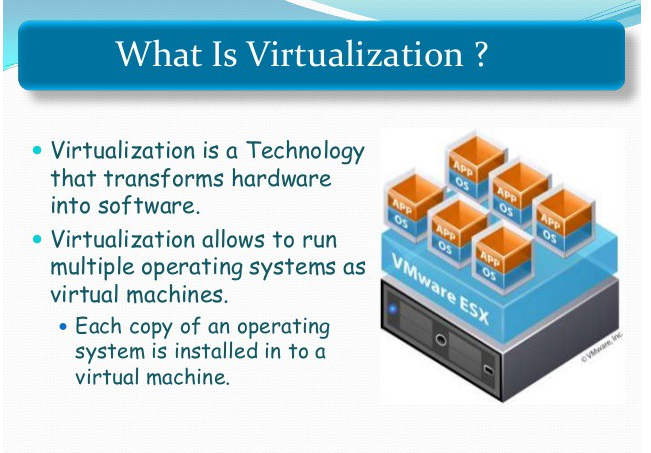 What Is Virtualization ?
Virtualization is a Technology
that transforms hardware
into software.
Virtualization allows to run
multiple operating systems as
virtual machines.
Each copy of an operating
system is installed in to a
virtual machine.
APP
OS
APP
OS
APP
OS
APP
OS
APP
OS
APP
OS
VMware ESX
© VMware, Inc.